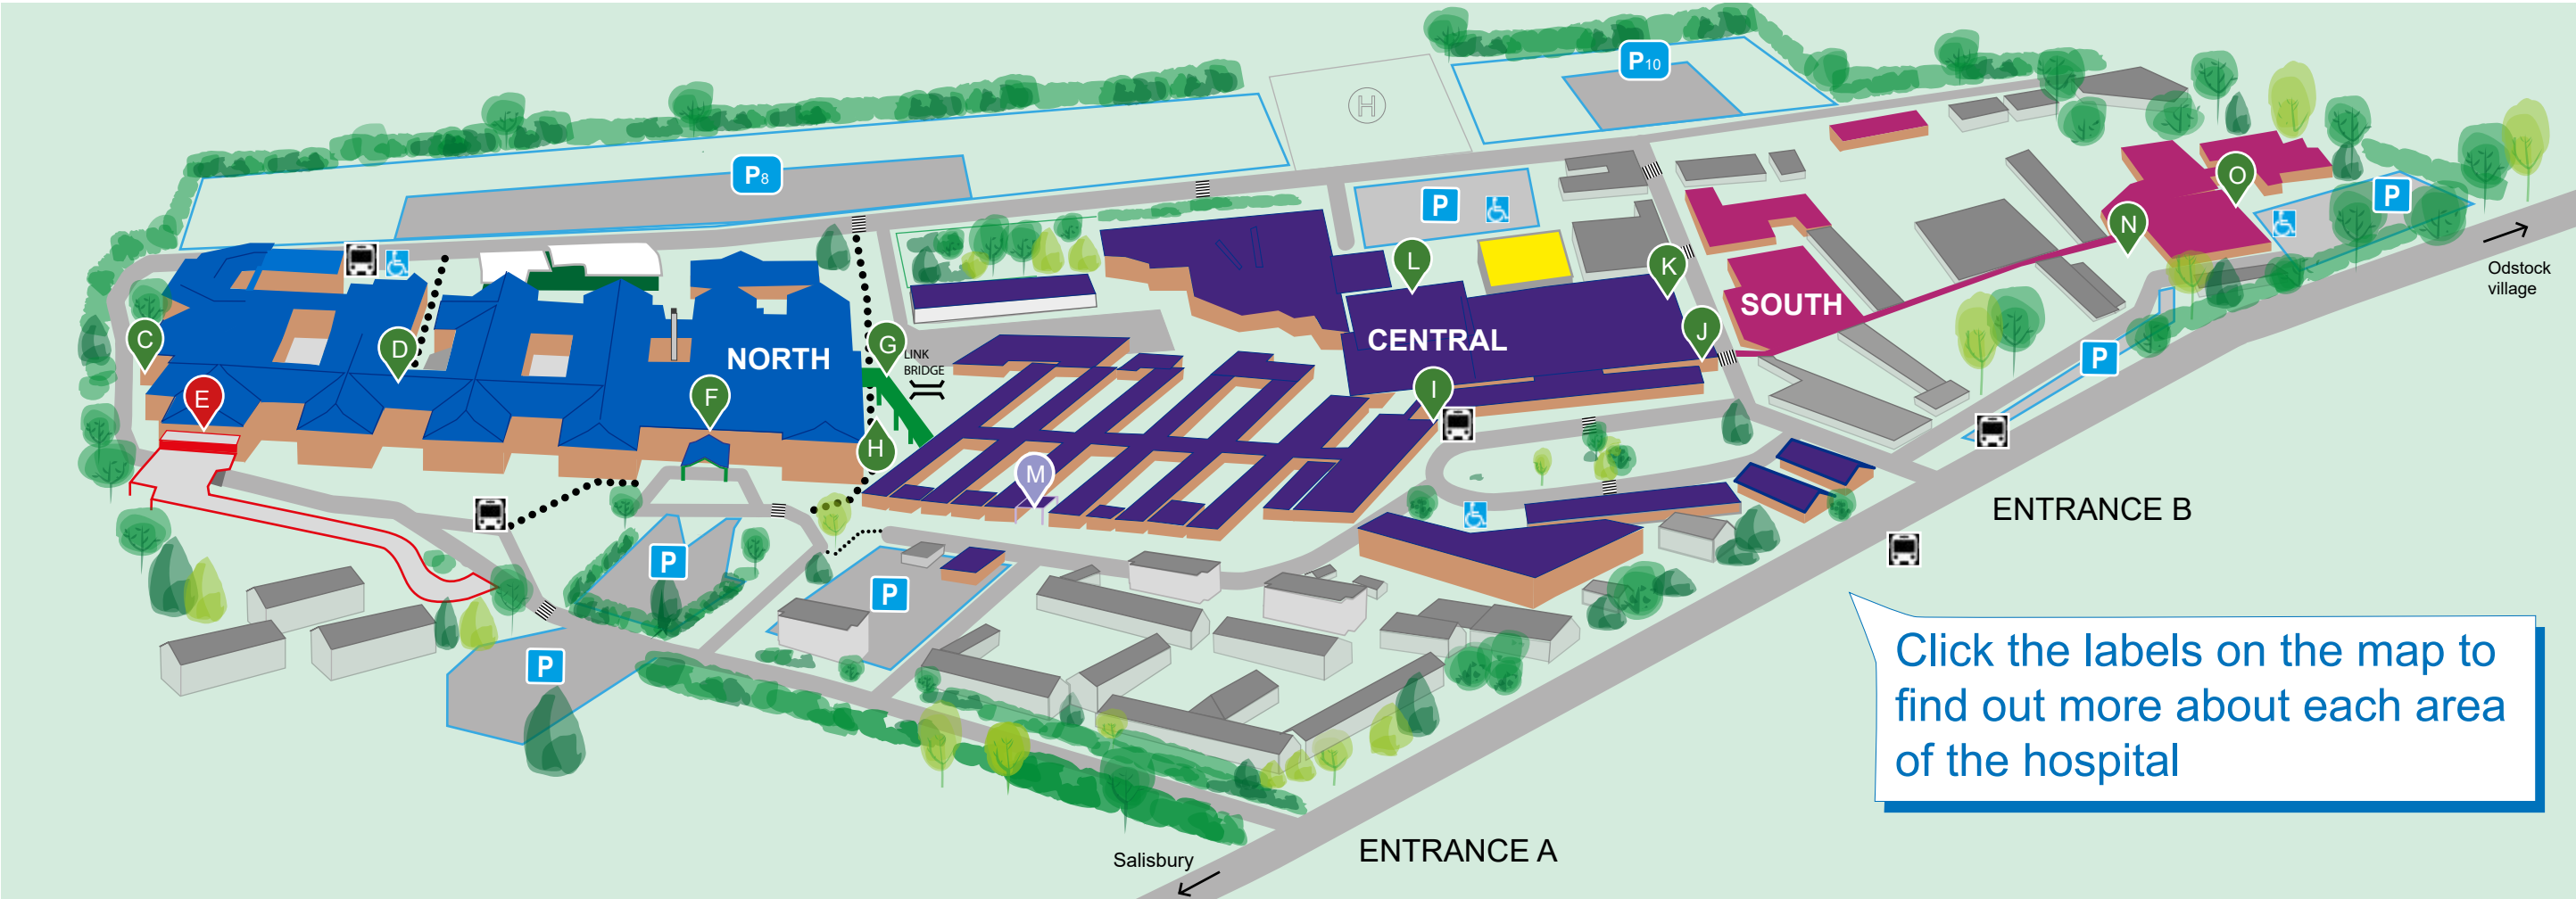 P10
H
P8
P
P
O
N
C
D
G
LINK
BRIDGE
NORTH
E
F
H
L
K
CENTRAL
J
SOUTH
I
M
P
Odstock
village
P
P
P
ENTRANCE B
Click the labels on the map to
find out more about each area
of the hospital
ENTRANCE A
Salisbury